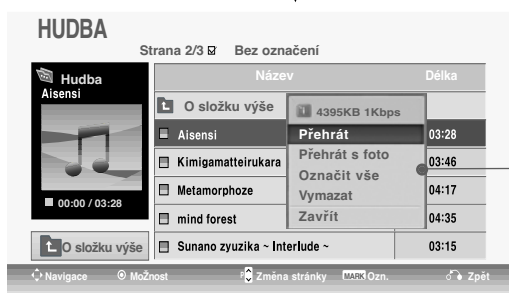 HUDBA
Strana 2/3 Bez označení
Hudba
Aisensi
00:00 / 03:28
O složku výše
Název Délka
O složku výše
Aisensi 03:28
Kimigamatteirukara 03:46
Metamorphoze 04:17
mind forest 04:35
Sunano zyuzika ~ Interlude ~ 03:15
4395KB 1Kbps
Přehrát
Přehrát s foto
Označit vše
Vymazat
Zavřít
Navigace Možnost P Změna stránky MARK Ozn. Zpět